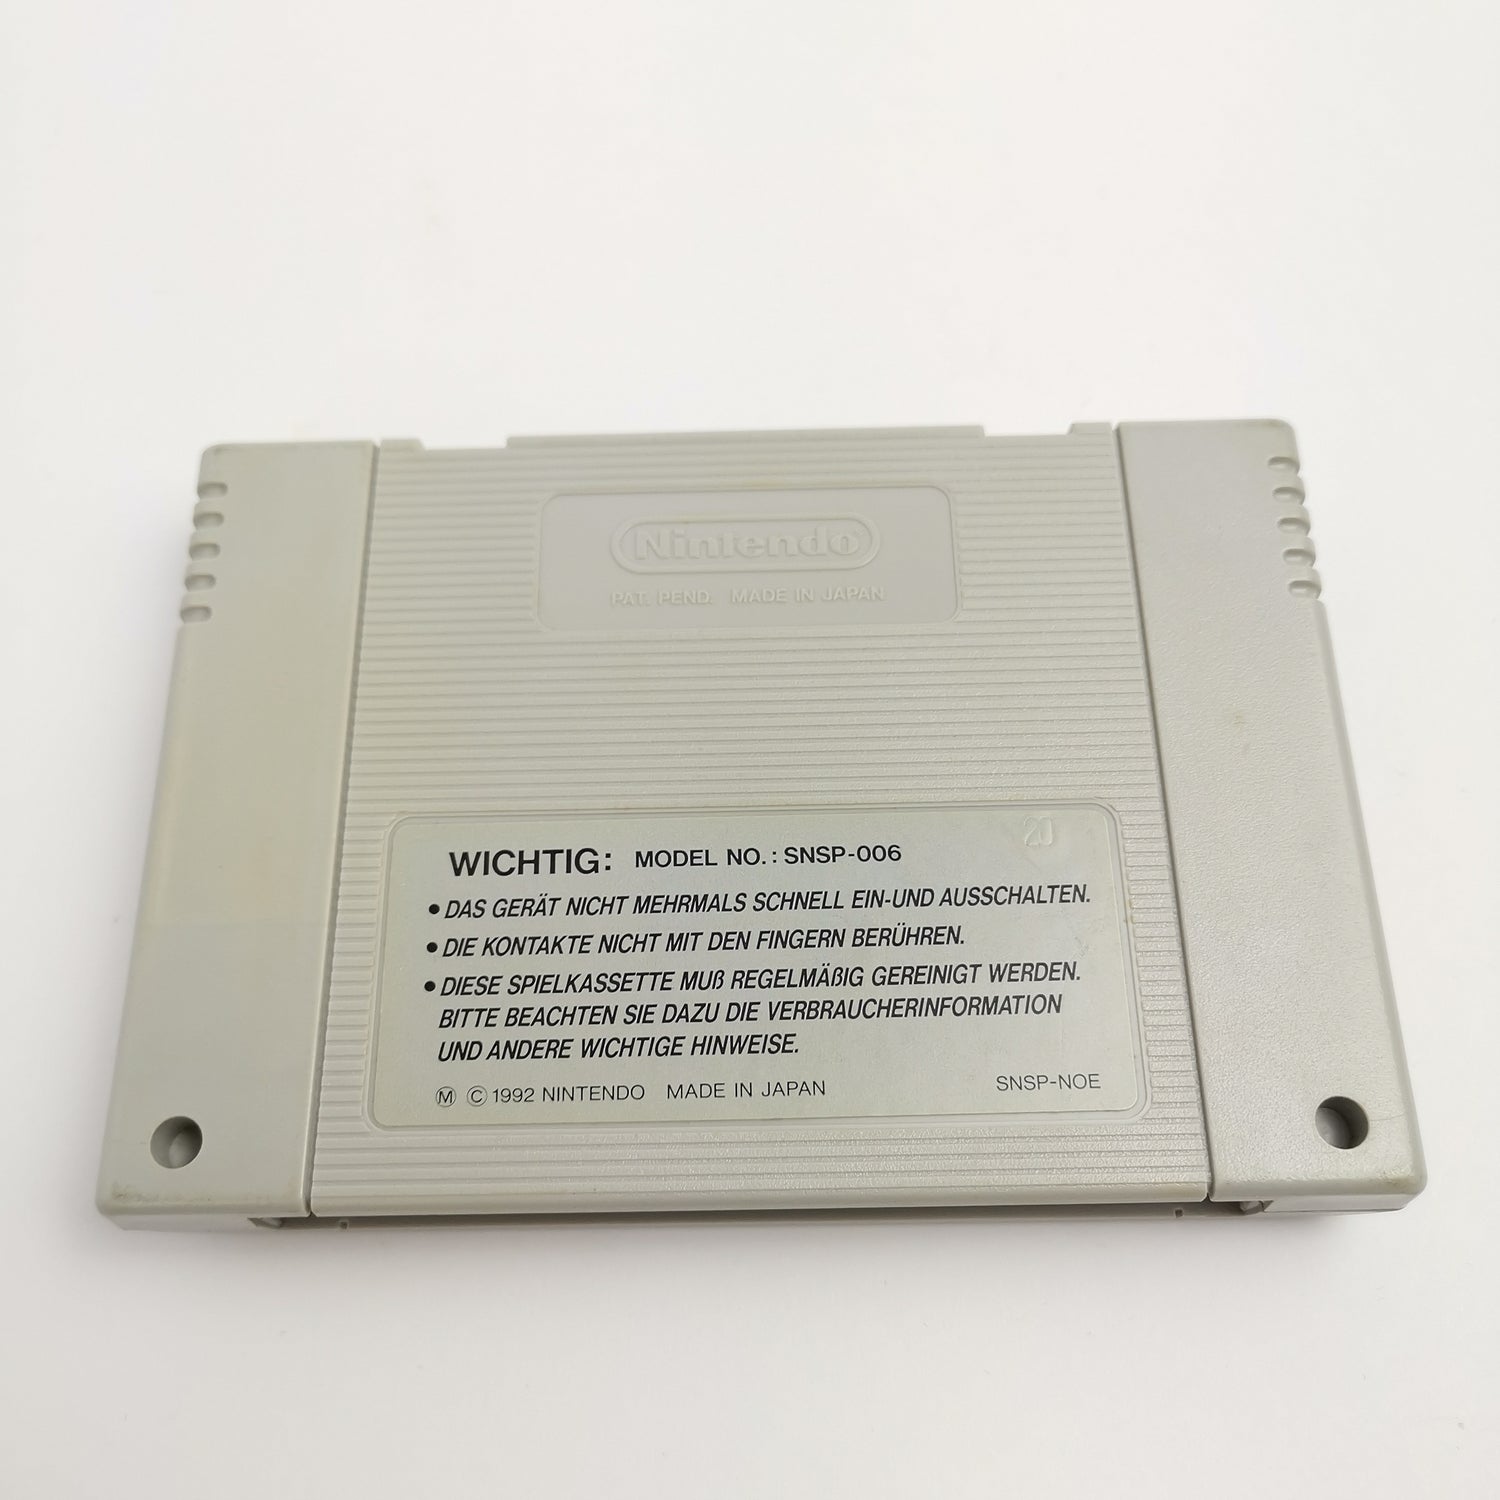 Nintendo
PAT. PEND. MADE IN JAPAN
20
WICHTIG: MODEL NO.: SNSP-006
• DAS GERÄT NICHT MEHRMALS SCHNELL EIN-UND AUSSCHALTEN.
• DIE KONTAKTE NICHT MIT DEN FINGERN BERÜHREN.
• DIESE SPIELKASSETTE MUß REGELMÄßIG GEREINIGT WERDEN.
BITTE BEACHTEN SIE DAZU DIE VERBRAUCHERINFORMATION
UND ANDERE WICHTIGE HINWEISE.
Ⓜ © 1992 NINTENDO MADE IN JAPAN SNSP-NOE